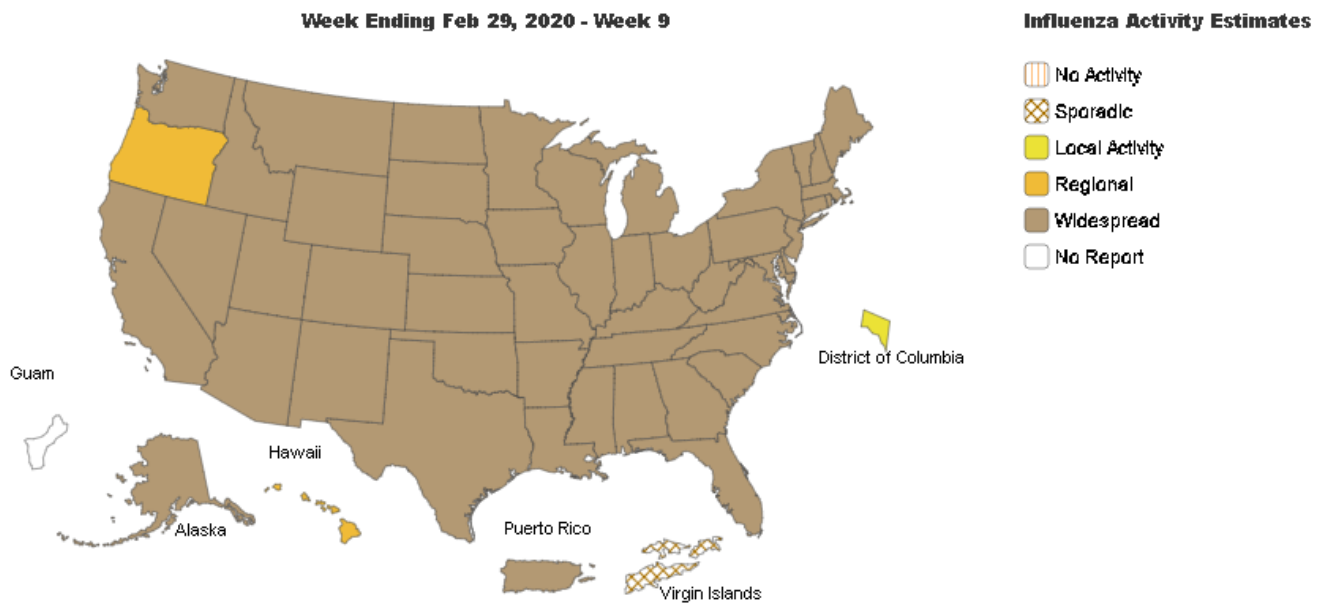 Week Ending Feb 29, 2020 - Week 9
Influenza Activity Estimates
No Activity
Sporadic
Local Activity
Regional
Widespread
No Report
District of Columbia
Guam
Hawaii
Alaska
Puerto Rico
Virgin Islands